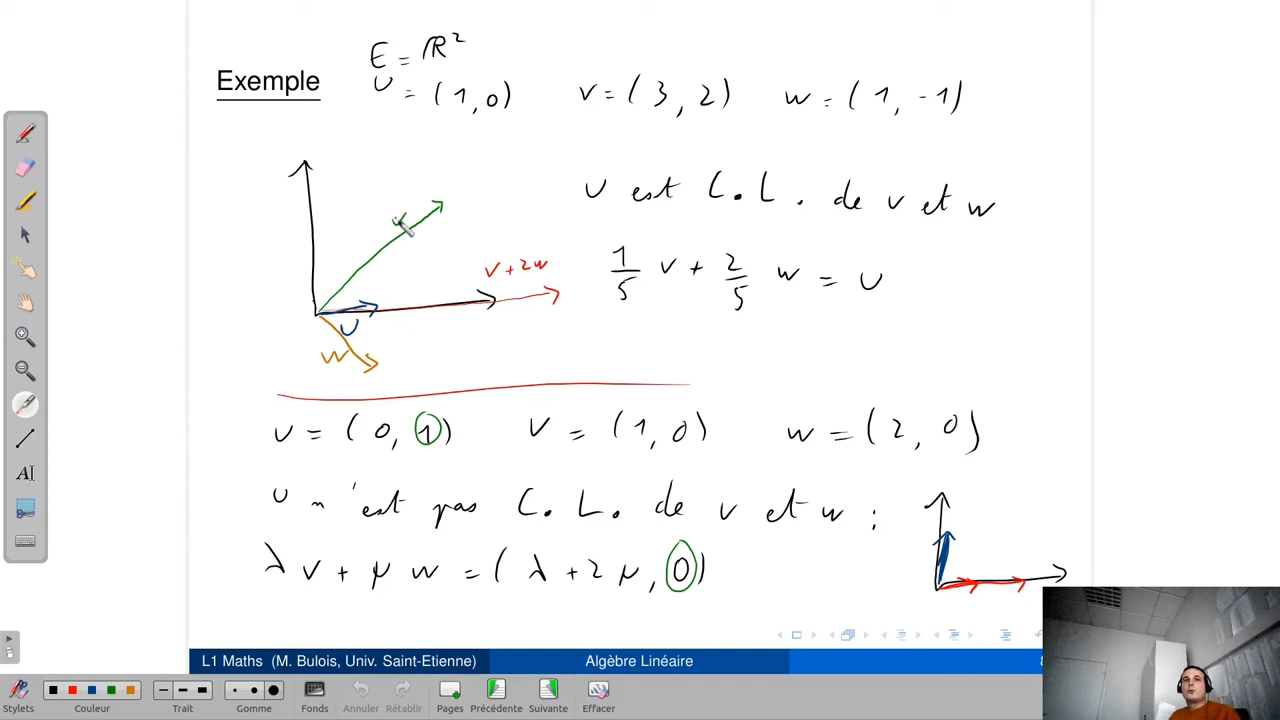 E = ℝ²
Exemple
U = (1,0) v = (3, 2) w = (1, -1)
U est C.L. de v et w
v
v+2w
1/5 v + 2/5 w = U
U
w
U = (0, 1) V = (1, 0) w = (2, 0)
U n'est pas C.L. de v et w :
λ v + μ w = (λ + 2μ, 0)
L1 Maths (M. Bulois, Univ. Saint-Etienne) Algèbre Linéaire 8
Stylets Couleur Trait Gomme Fonds Annuler Rétablir Pages Précédente Suivante Effacer
AI